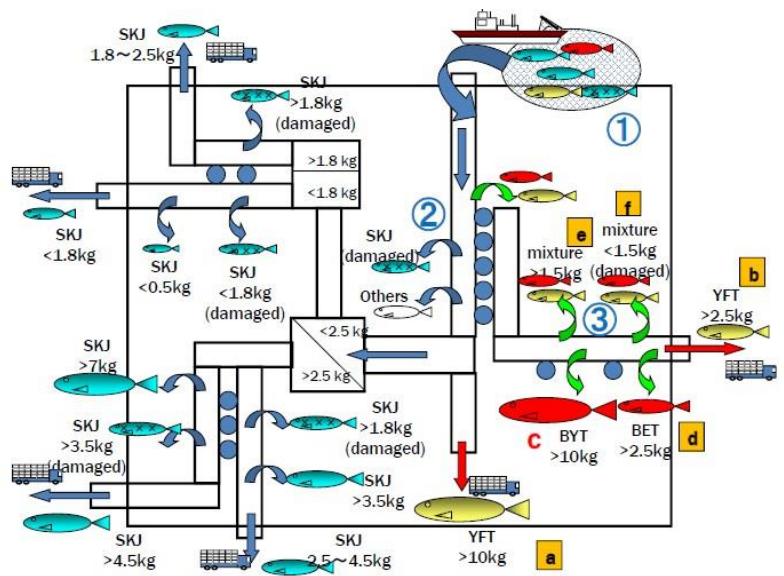 SKJ
1.8～2.5kg
SKJ
>1.8kg
(damaged)
①
>1.8 kg
<1.8 kg
SKJ
<1.8kg
SKJ
<0.5kg
SKJ
<1.8kg
(damaged)
②
SKJ
(damaged)
Others
e
f
mixture
>1.5kg
mixture
<1.5kg
(damaged)
b
YFT
>2.5kg
③
<2.5 kg
>2.5 kg
SKJ
>7kg
SKJ
>3.5kg
(damaged)
SKJ
>1.8kg
(damaged)
SKJ
>3.5kg
SKJ
>4.5kg
SKJ
2.5～4.5kg
YFT
>10kg
a
C
BYT
>10kg
BET
>2.5kg
d